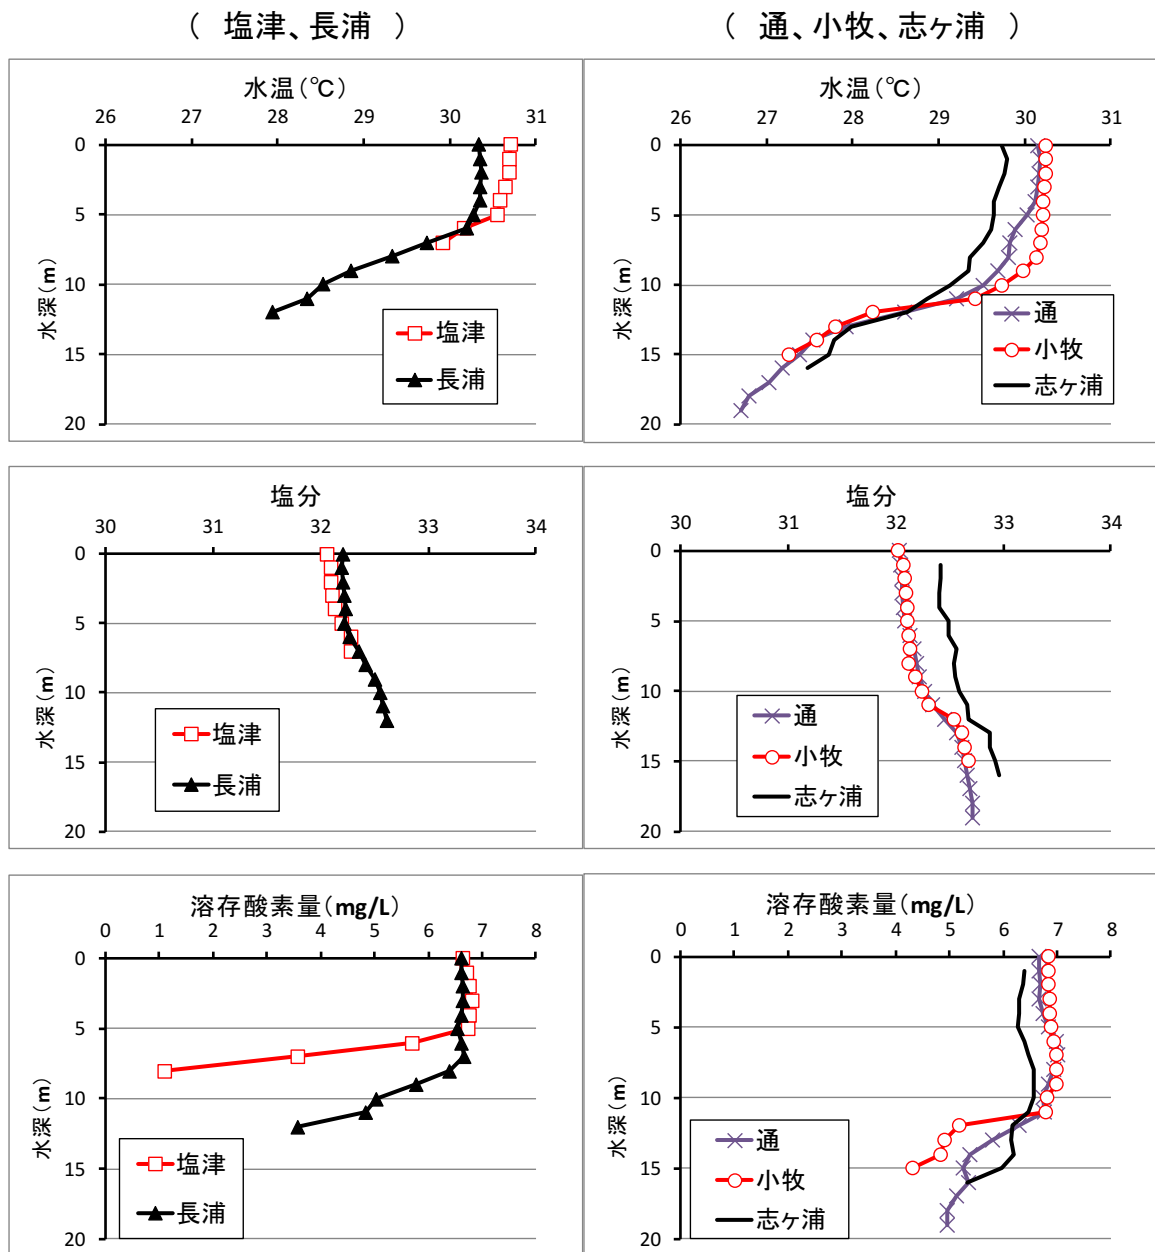 ( 塩津、長浦 )
( 通、小牧、志ヶ浦 )
水温(℃)
26 27 28 29 30 31
0
5
10
15
20
水深(m)
塩津
長浦
水温(℃)
26 27 28 29 30 31
0
5
10
15
20
水深(m)
通
小牧
志ヶ浦
塩分
30 31 32 33 34
0
5
10
15
20
水深(m)
塩津
長浦
塩分
30 31 32 33 34
0
5
10
15
20
水深(m)
通
小牧
志ヶ浦
溶存酸素量(mg/L)
0 1 2 3 4 5 6 7 8
0
5
10
15
20
水深(m)
塩津
長浦
溶存酸素量(mg/L)
0 1 2 3 4 5 6 7 8
0
5
10
15
20
水深(m)
通
小牧
志ヶ浦